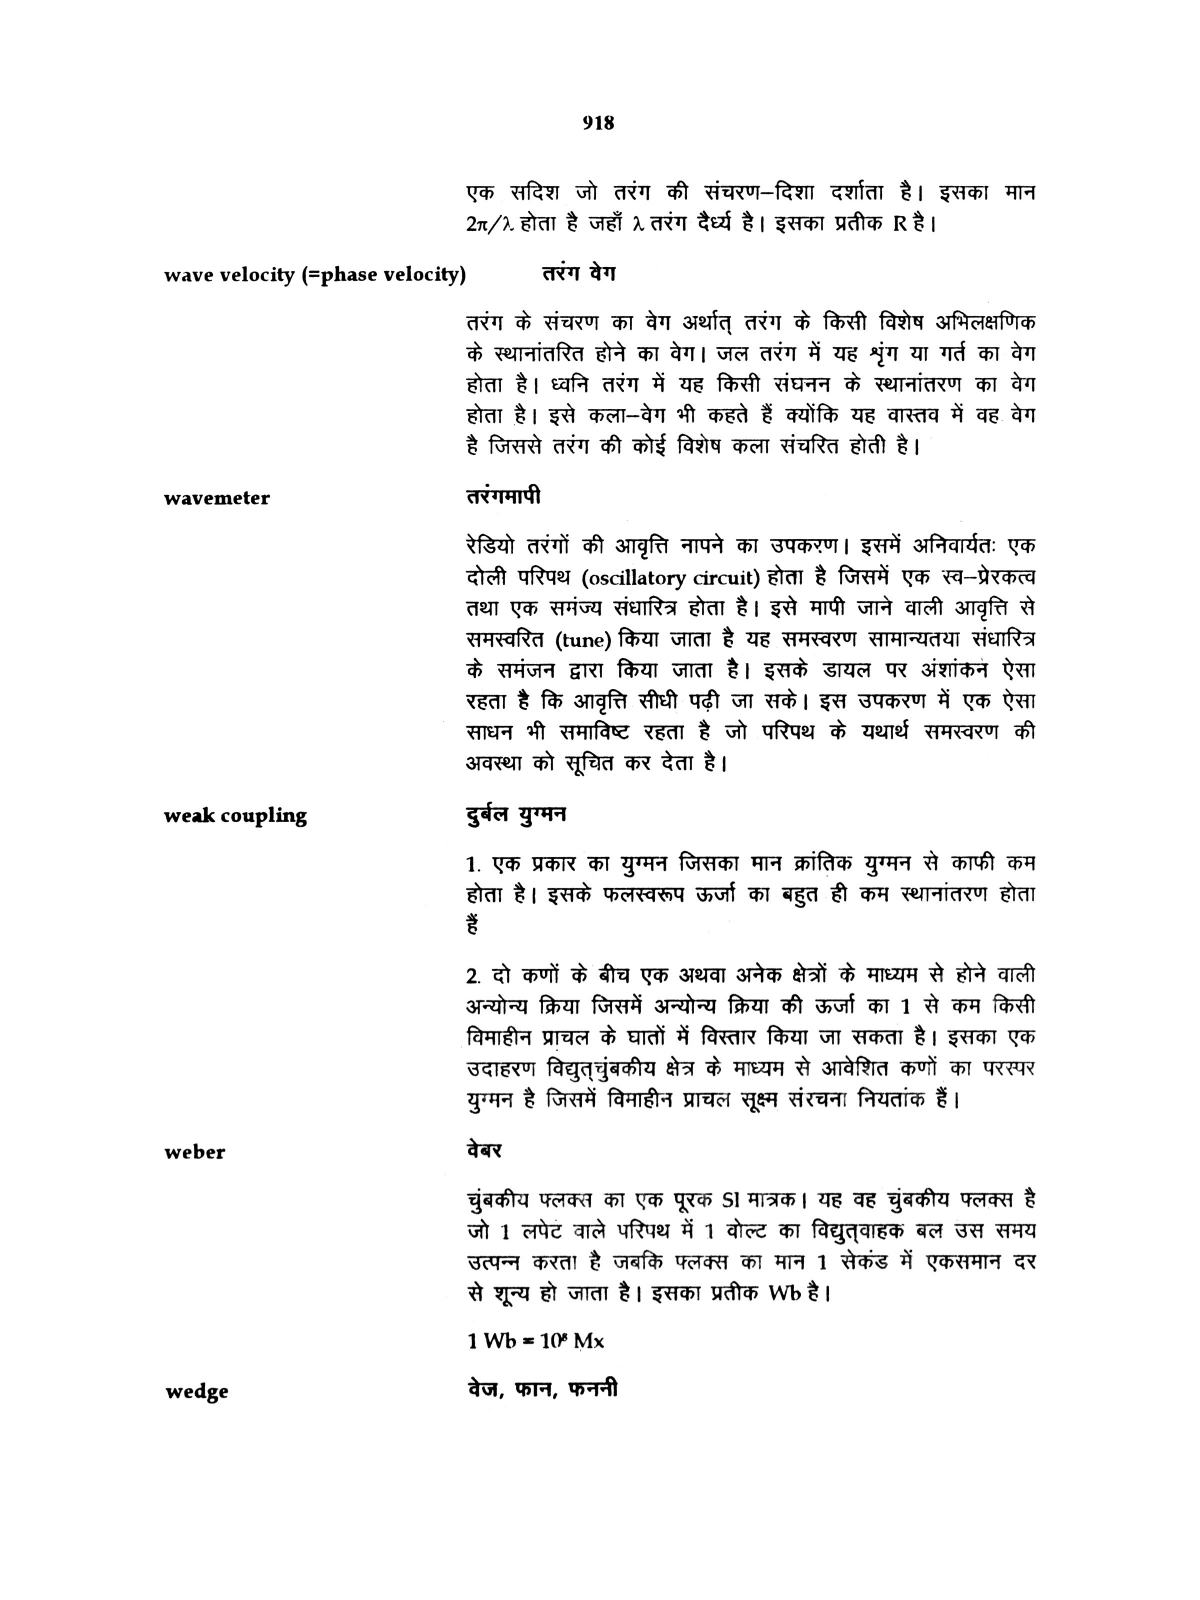 918
एक सदिश जो तरंग की संचरण–दिशा दर्शाता है। इसका मान
2π/λ होता है जहाँ λ तरंग दैर्ध्य है। इसका प्रतीक R है।
wave velocity (=phase velocity) तरंग वेग
तरंग के संचरण का वेग अर्थात् तरंग के किसी विशेष अभिलक्षणिक
के स्थानांतरित होने का वेग। जल तरंग में यह शृंग या गर्त का वेग
होता है। ध्वनि तरंग में यह किसी संघनन के स्थानांतरण का वेग
होता है। इसे कला–वेग भी कहते हैं क्योंकि यह वास्तव में वह वेग
है जिससे तरंग की कोई विशेष कला संचरित होती है।
wavemeter तरंगमापी
रेडियो तरंगों की आवृत्ति नापने का उपकरण। इसमें अनिवार्यतः एक
दोली परिपथ (oscillatory circuit) होता है जिसमें एक स्व–प्रेरकत्व
तथा एक समंज्य संधारित्र होता है। इसे मापी जाने वाली आवृत्ति से
समस्वरित (tune) किया जाता है यह समस्वरण सामान्यतया संधारित्र
के समंजन द्वारा किया जाता है। इसके डायल पर अंशांकन ऐसा
रहता है कि आवृत्ति सीधी पढ़ी जा सके। इस उपकरण में एक ऐसा
साधन भी समाविष्ट रहता है जो परिपथ के यथार्थ समस्वरण की
अवस्था को सूचित कर देता है।
weak coupling दुर्बल युग्मन
1. एक प्रकार का युग्मन जिसका मान क्रांतिक युग्मन से काफी कम
होता है। इसके फलस्वरूप ऊर्जा का बहुत ही कम स्थानांतरण होता
हैं
2. दो कणों के बीच एक अथवा अनेक क्षेत्रों के माध्यम से होने वाली
अन्योन्य क्रिया जिसमें अन्योन्य क्रिया की ऊर्जा का 1 से कम किसी
विमाहीन प्राचल के घातों में विस्तार किया जा सकता है। इसका एक
उदाहरण विद्युत्चुंबकीय क्षेत्र के माध्यम से आवेशित कणों का परस्पर
युग्मन है जिसमें विमाहीन प्राचल सूक्ष्म संरचना नियतांक हैं।
weber वेबर
चुंबकीय फ्लक्स का एक पूरक SI मात्रक। यह वह चुंबकीय फ्लक्स है
जो 1 लपेट वाले परिपथ में 1 वोल्ट का विद्युत्वाहक बल उस समय
उत्पन्न करता है जबकि फ्लक्स का मान 1 सेकंड में एकसमान दर
से शून्य हो जाता है। इसका प्रतीक Wb है।
1 Wb = 10⁸ Mx
wedge वेज, फान, फननी